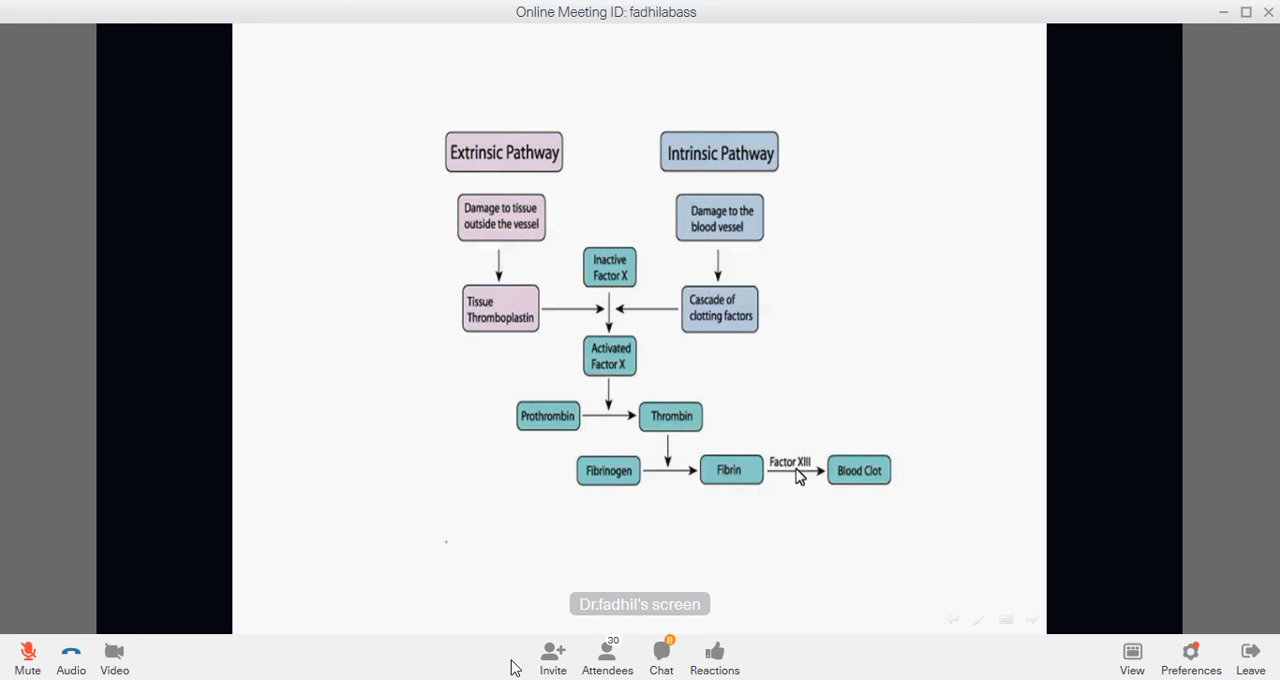 Online Meeting ID: fadhilabass
Extrinsic Pathway
Intrinsic Pathway
Damage to tissue
outside the vessel
Damage to the
blood vessel
Inactive
Factor X
Tissue
Thromboplastin
Cascade of
clotting factors
Activated
Factor X
Prothrombin
Thrombin
Fibrinogen
Fibrin
Factor XIII
Blood Clot
Dr.fadhil's screen
30
8
Mute
Audio
Video
Invite
Attendees
Chat
Reactions
View
Preferences
Leave